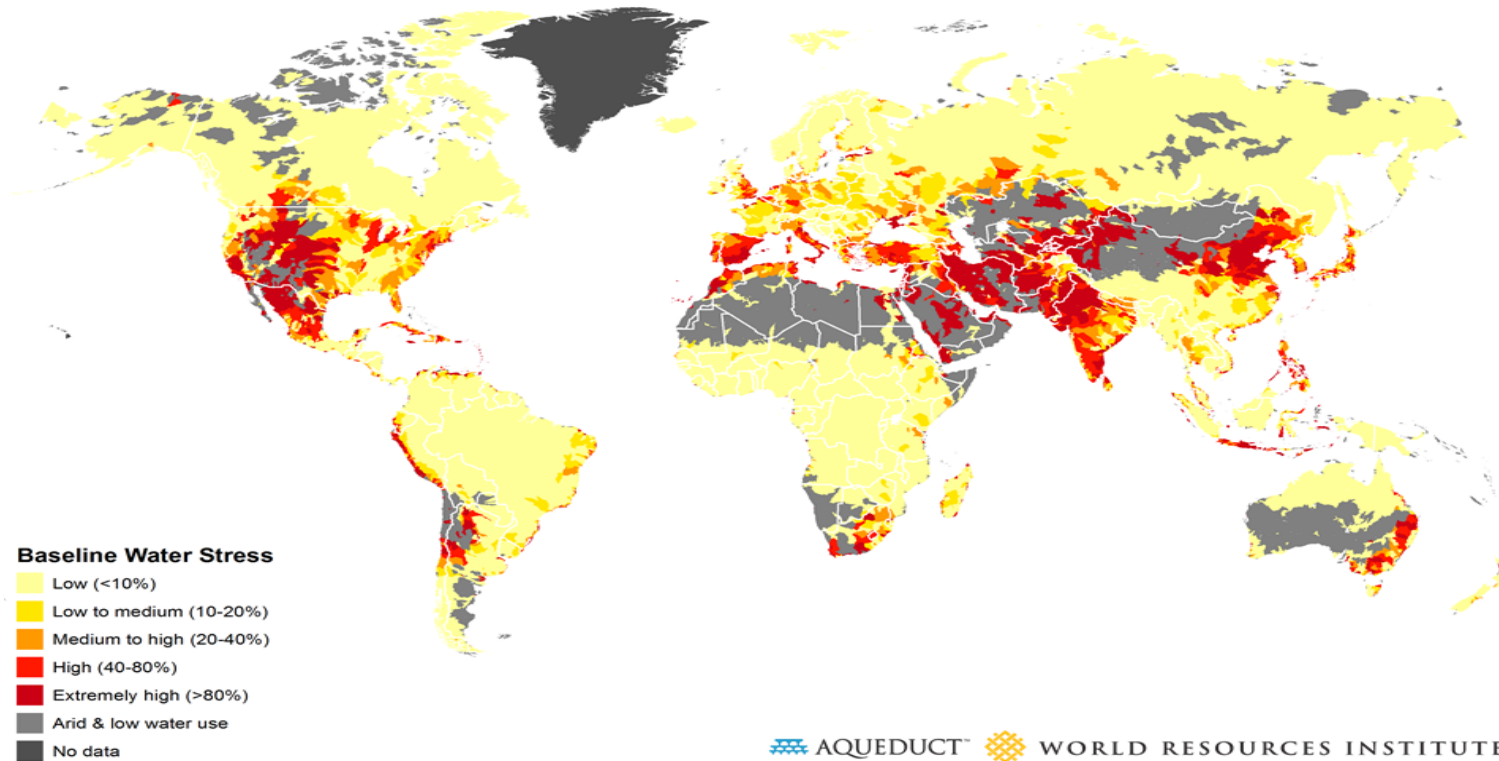 Baseline Water Stress
Low (<10%)
Low to medium (10-20%)
Medium to high (20-40%)
High (40-80%)
Extremely high (>80%)
Arid & low water use
No data
AQUEDUCT™ WORLD RESOURCES INSTITUTE